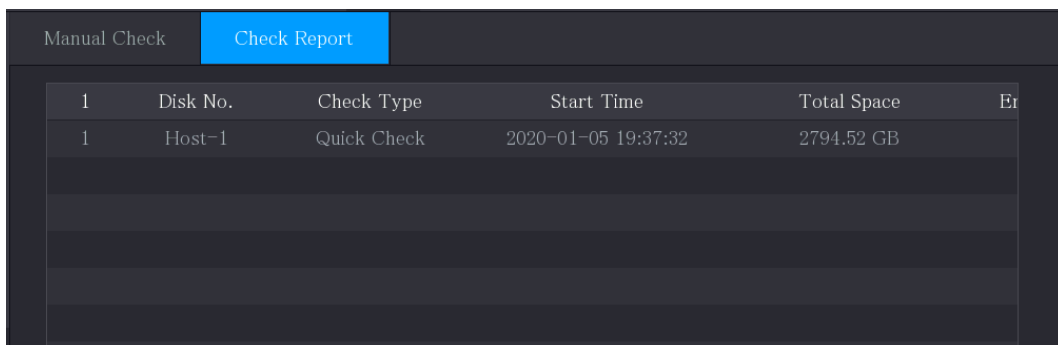 Manual Check Check Report
1 Disk No. Check Type Start Time Total Space
1 Host-1 Quick Check 2020-01-05 19:37:32 2794.52 GB